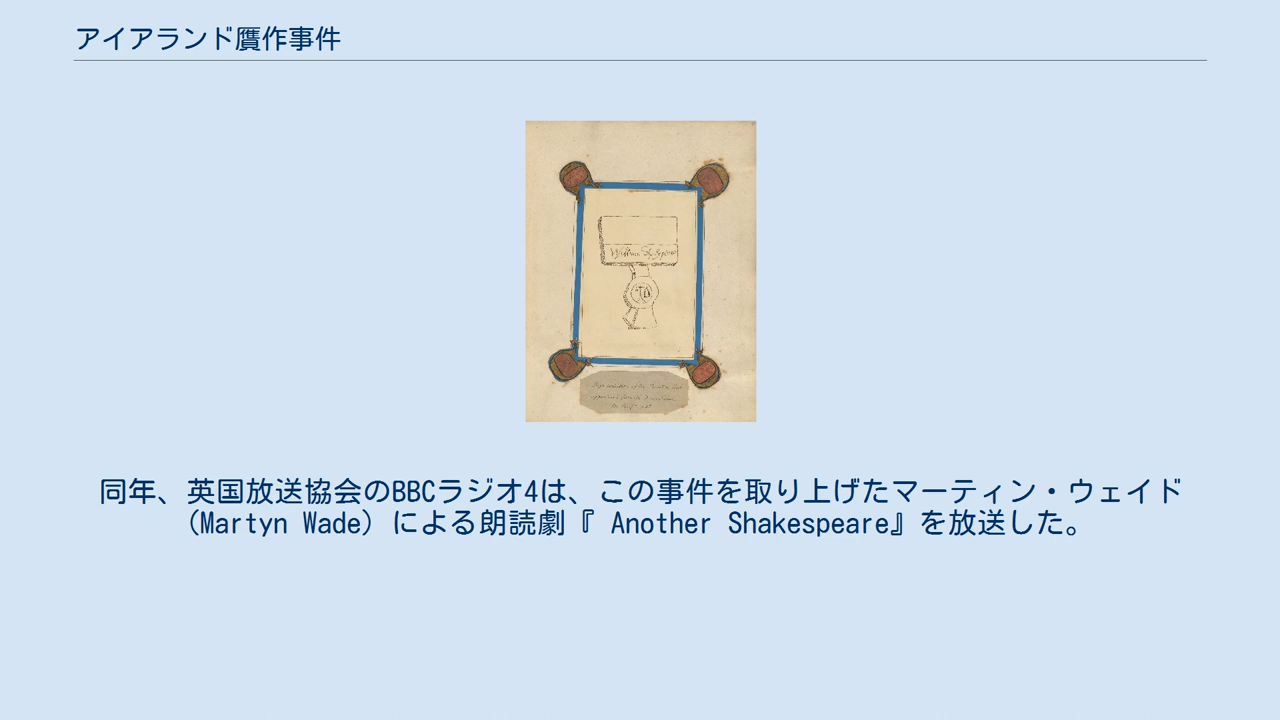 アイアランド贋作事件
同年、英国放送協会のBBCラジオ4は、この事件を取り上げたマーティン・ウェイド
(Martyn Wade) による朗読劇『 Another Shakespeare』を放送した。